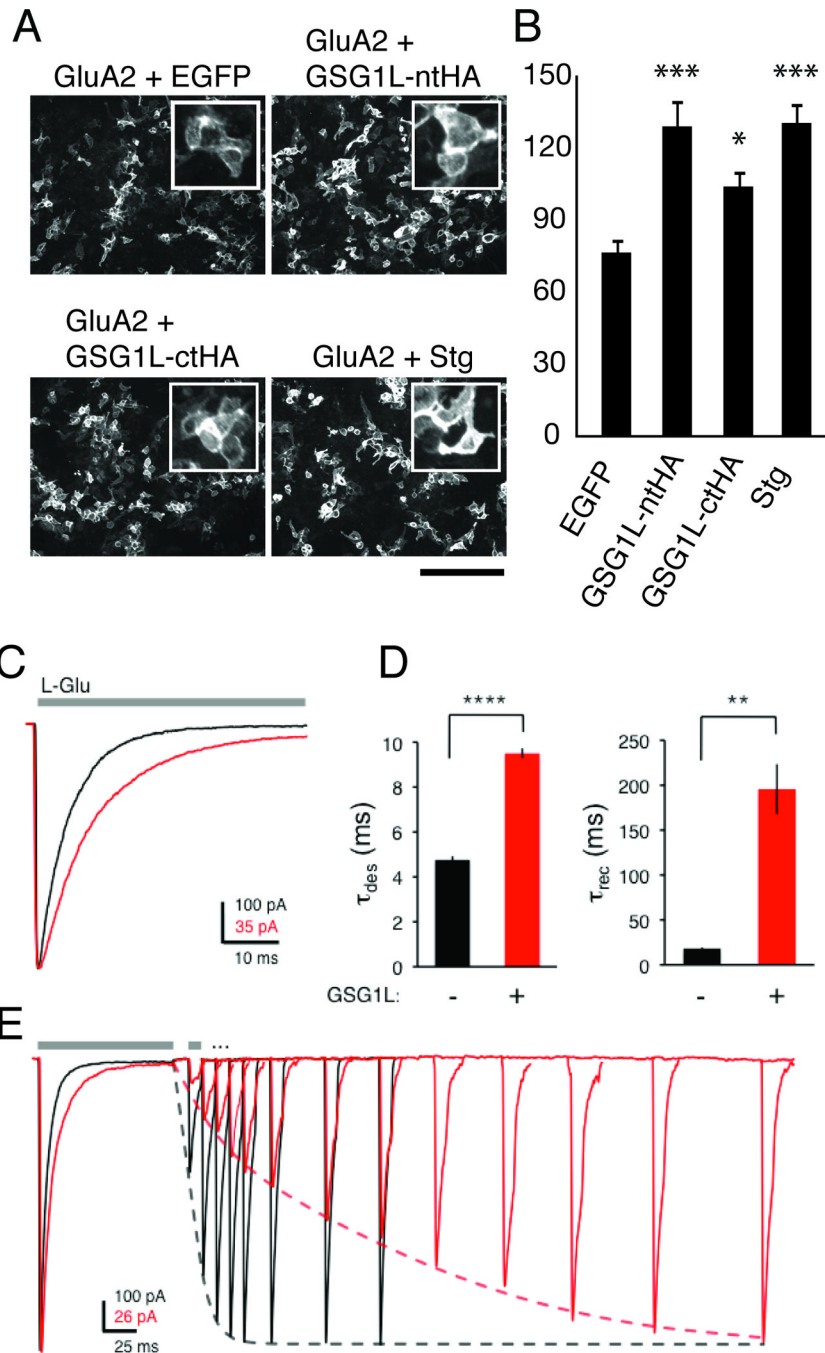 A
GluA2 + EGFP
GluA2 +
GSG1L-ntHA
GluA2 +
GSG1L-ctHA
GluA2 + Stg
B
150
120
90
60
30
0
***
*
***
EGFP
GSG1L-ntHA
GSG1L-ctHA
Stg
C
L-Glu
100 pA
35 pA
10 ms
D
****
10
8
6
4
2
0
τdes (ms)
**
250
200
150
100
50
0
τrec (ms)
GSG1L: - +
- +
E
...
100 pA
26 pA
25 ms